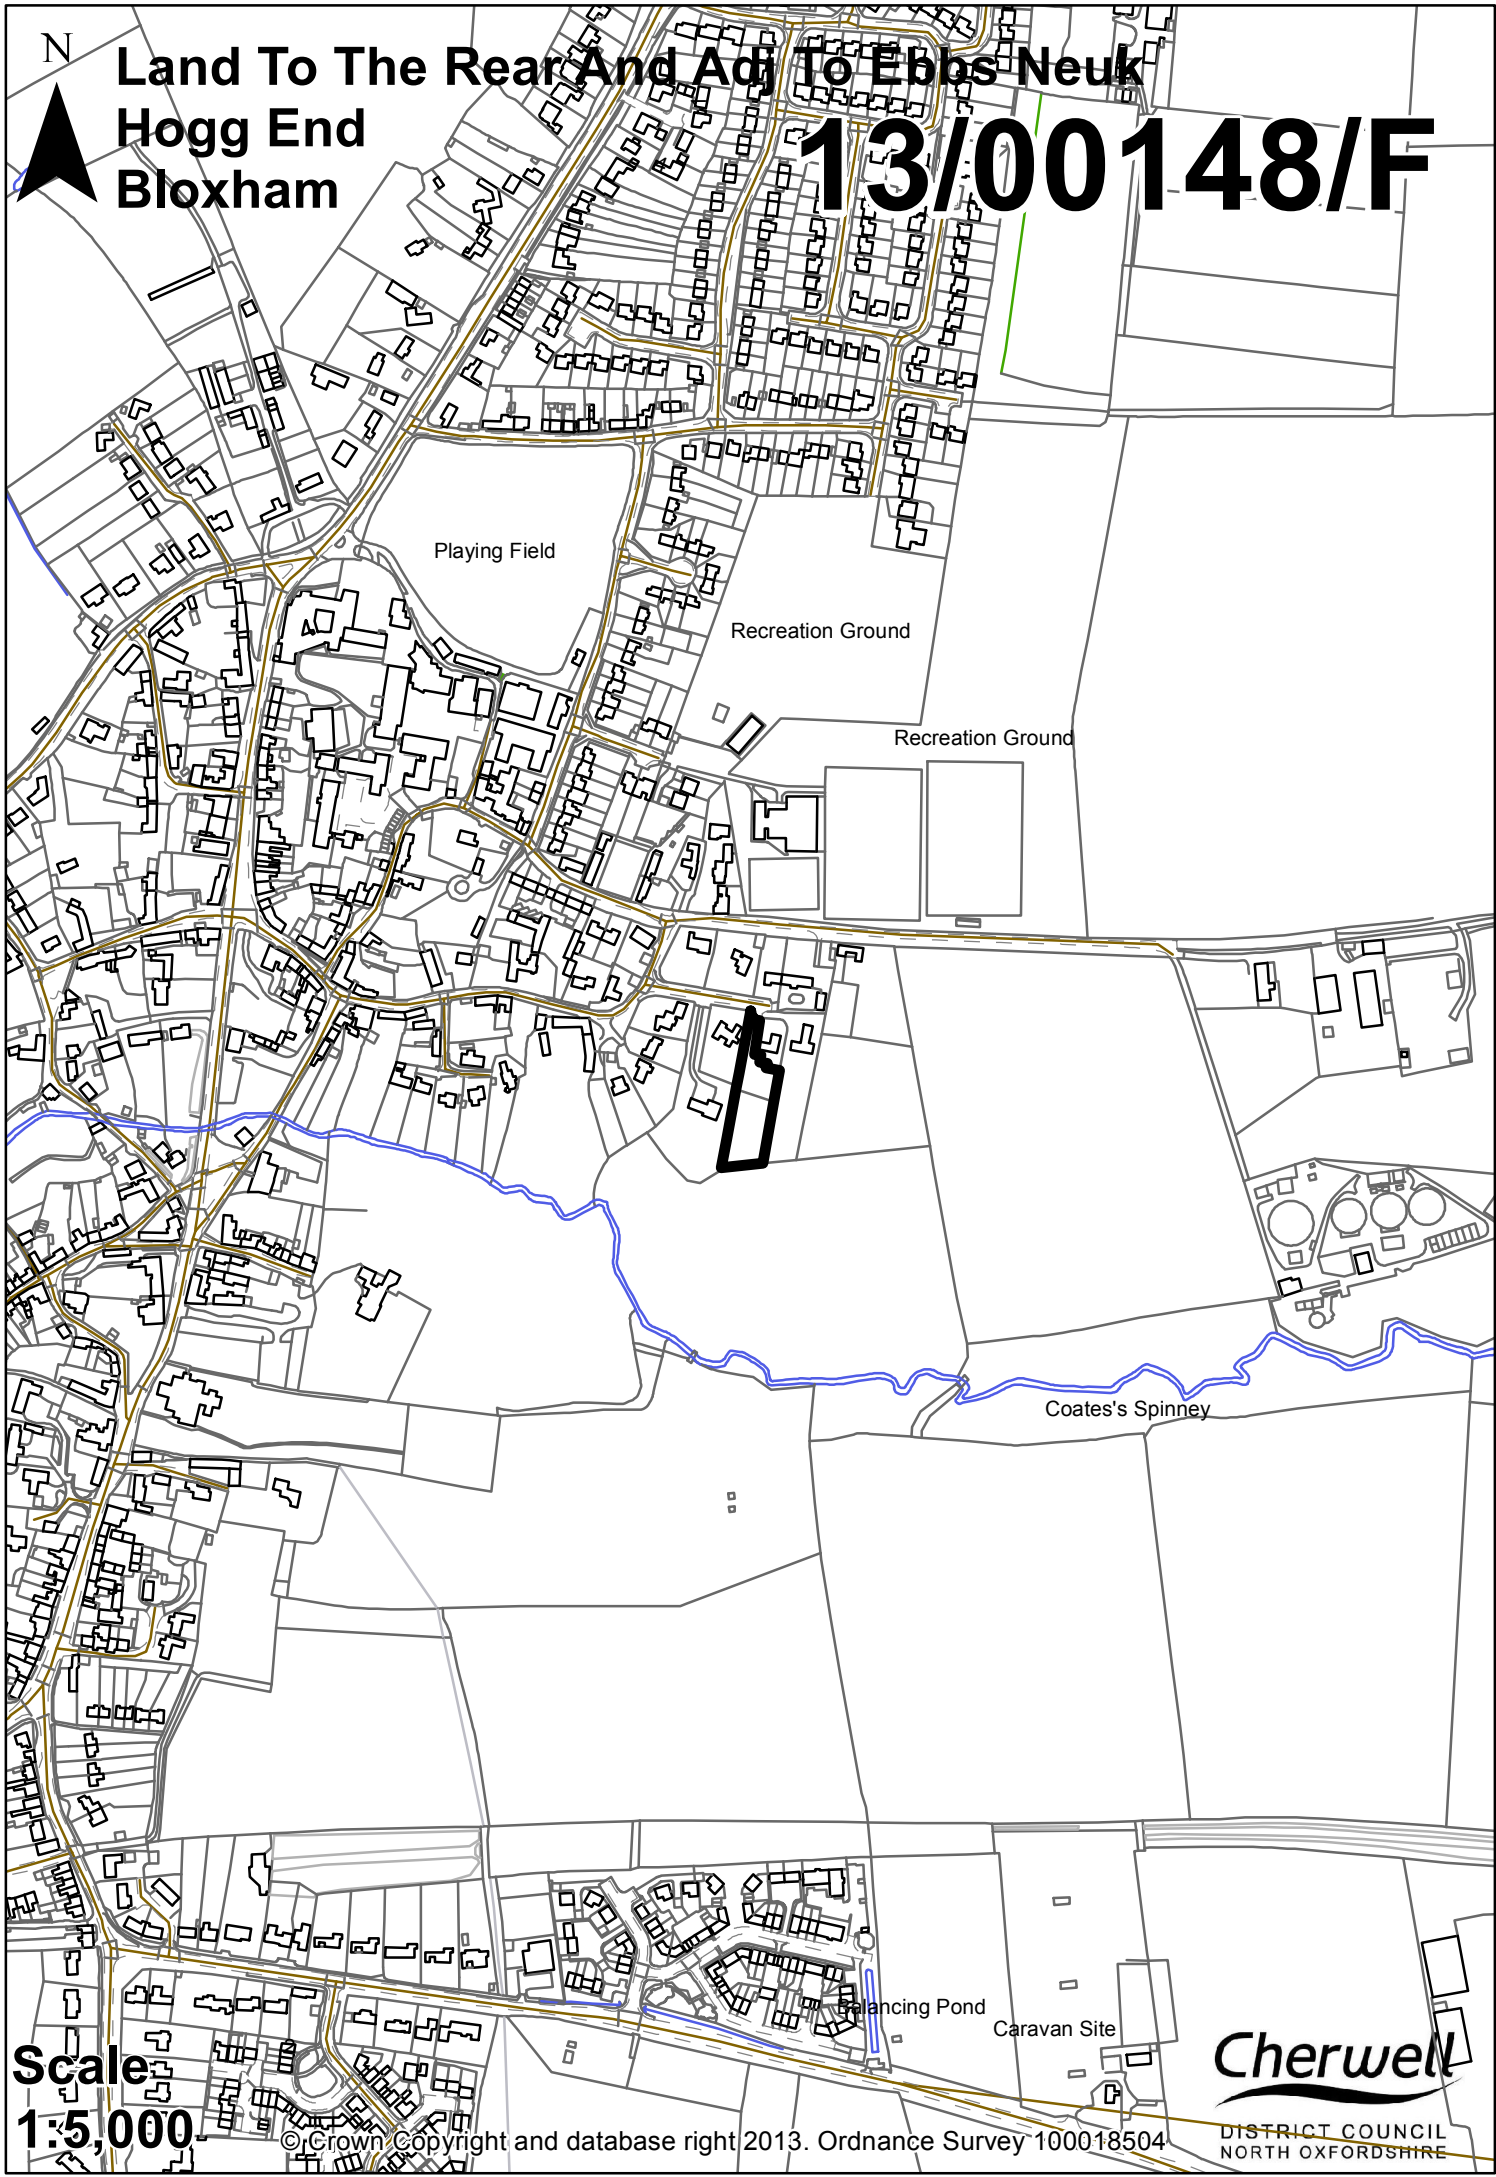 N
Land To The Rear And Adj To Ebbs Neuk
Hogg End
Bloxham
13/00148/F
Playing Field
Recreation Ground
Recreation Ground
Coates's Spinney
Balancing Pond
Caravan Site
Scale
1:5,000
© Crown Copyright and database right 2013. Ordnance Survey 100018504
Cherwell
DISTRICT COUNCIL
NORTH OXFORDSHIRE